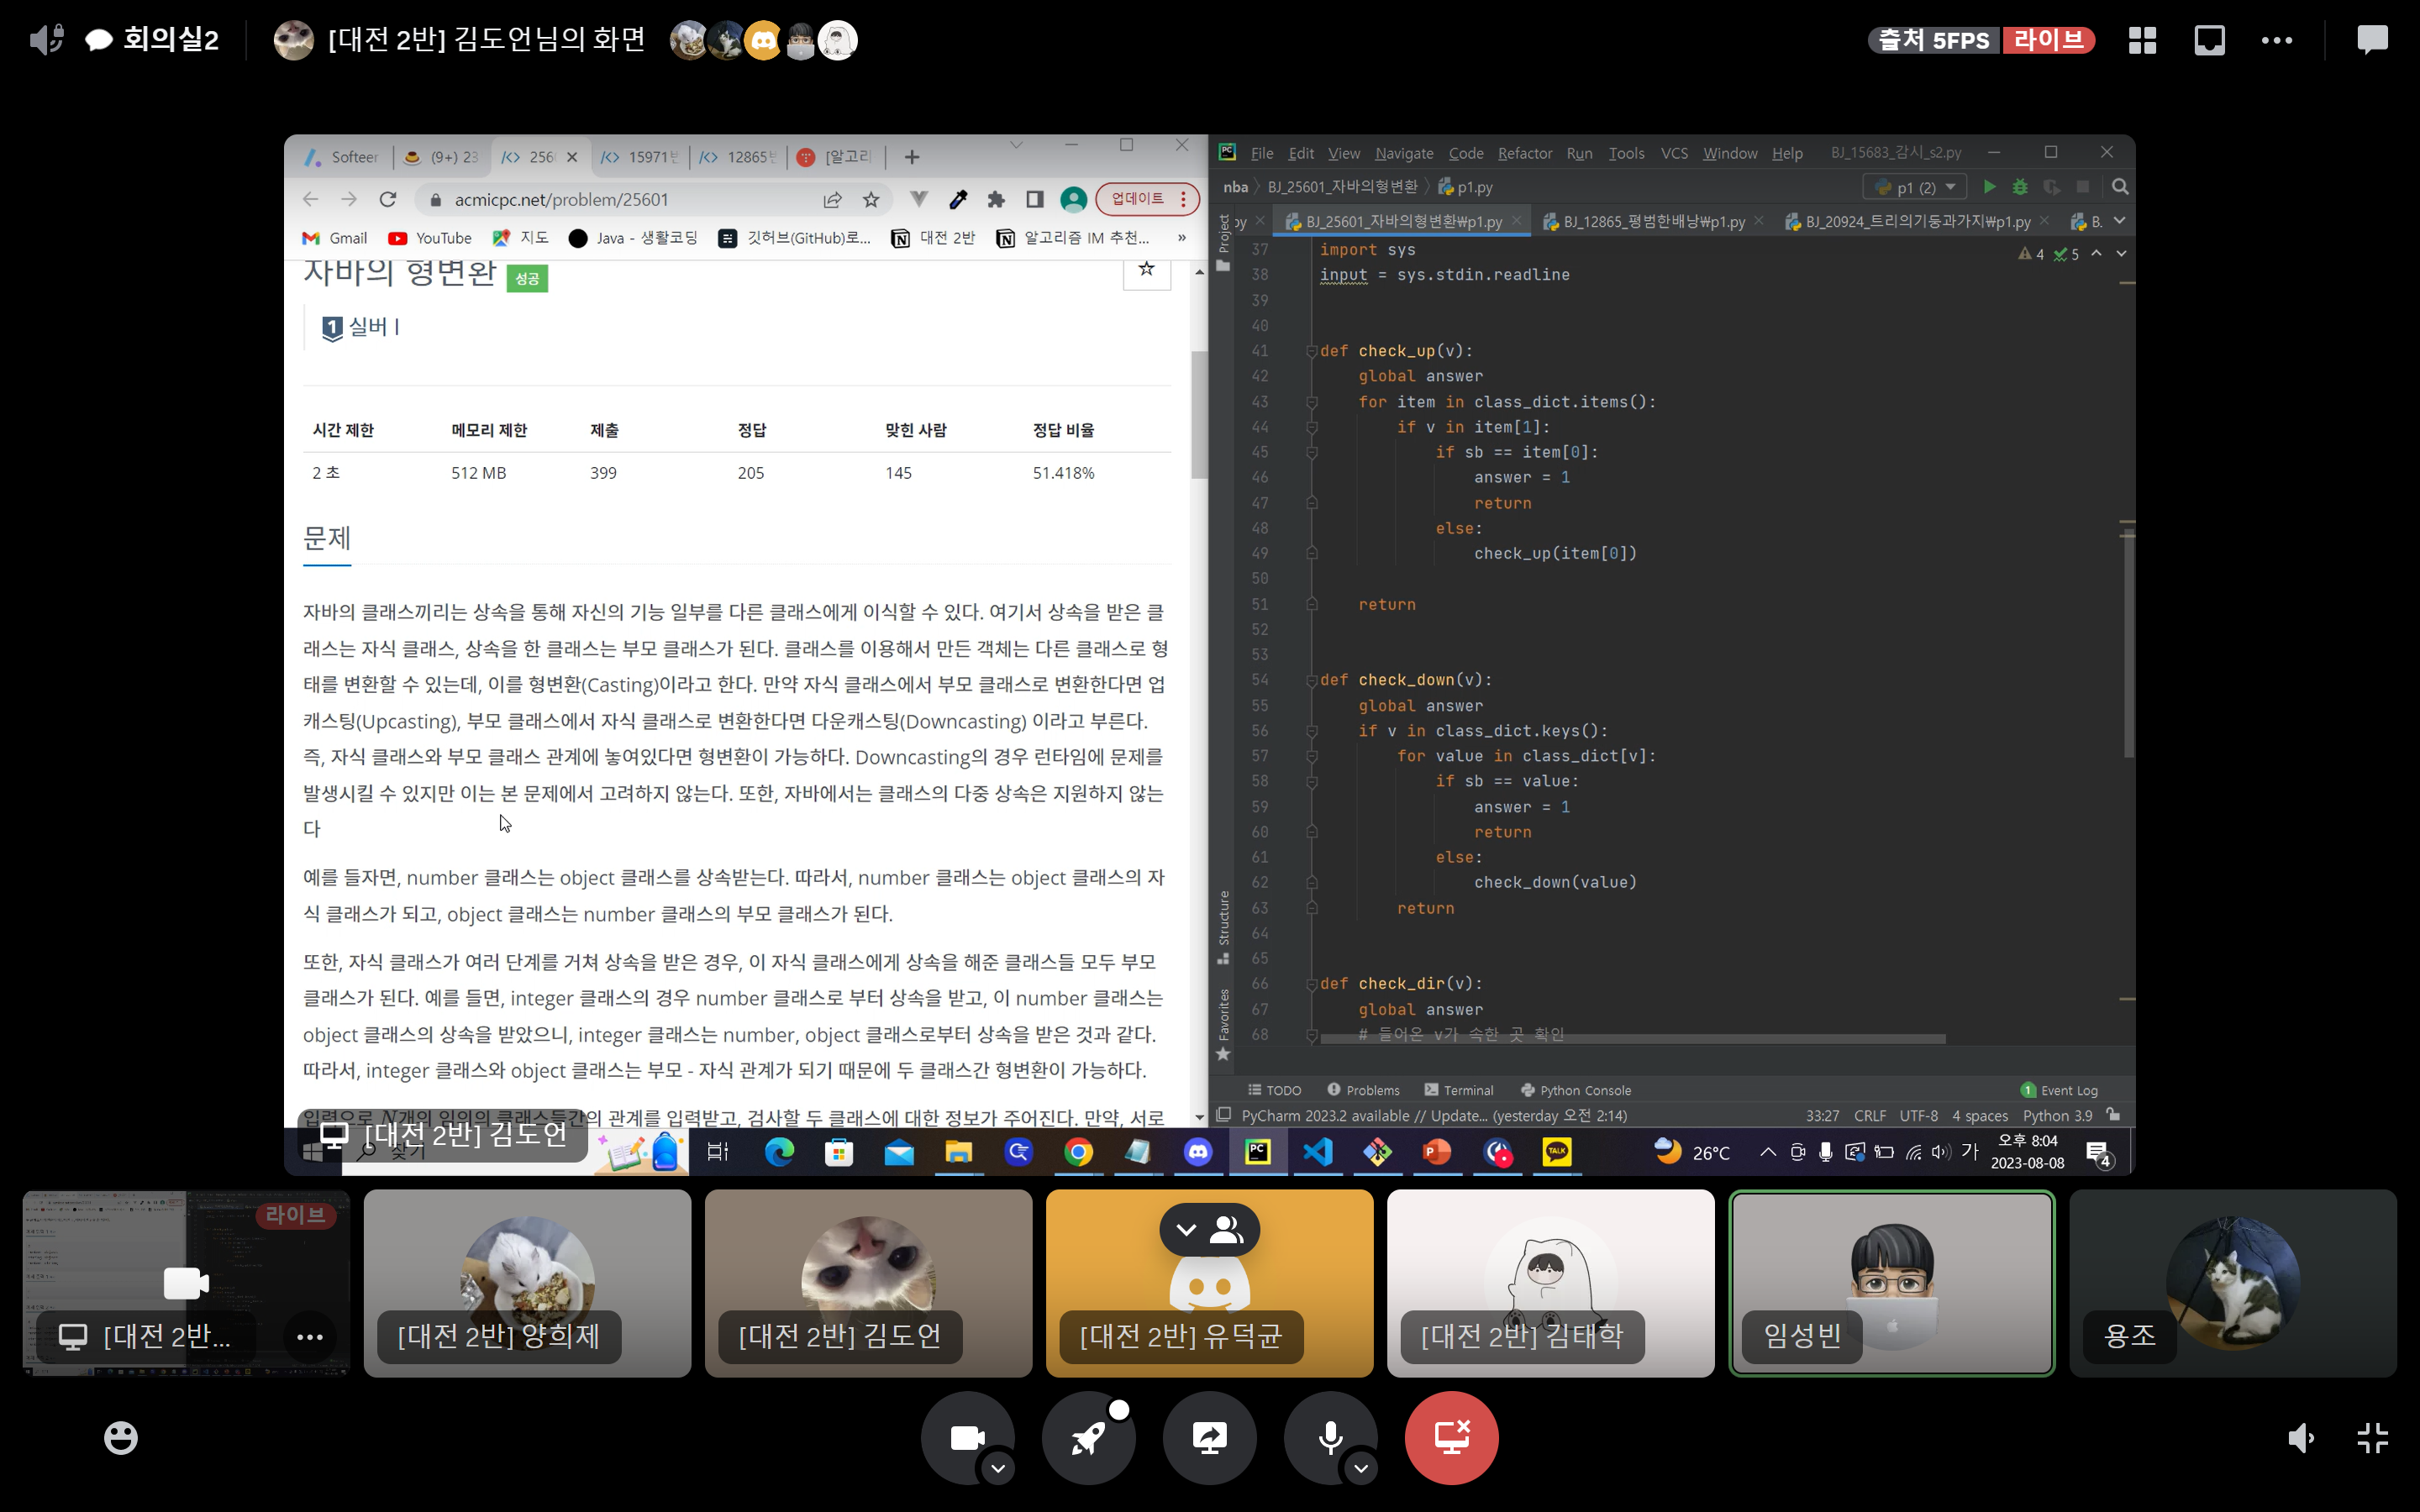 회의실2
[대전 2반] 김도언님의 화면
출처 5FPS 라이브
Softeer
(9+) 23
256
15971번
12865번
[알고리
acmicpc.net/problem/25601
업데이트
Gmail
YouTube
지도
Java - 생활코딩
깃허브(GitHub)로...
대전 2반
알고리즘 IM 추천...
»
자바의 형변환 성공
1 실버 I
시간 제한 메모리 제한 제출 정답 맞힌 사람 정답 비율
2 초 512 MB 399 205 145 51.418%
문제
자바의 클래스끼리는 상속을 통해 자신의 기능 일부를 다른 클래스에게 이식할 수 있다. 여기서 상속을 받은 클
래스는 자식 클래스, 상속을 한 클래스는 부모 클래스가 된다. 클래스를 이용해서 만든 객체는 다른 클래스로 형
태를 변환할 수 있는데, 이를 형변환(Casting)이라고 한다. 만약 자식 클래스에서 부모 클래스로 변환한다면 업
캐스팅(Upcasting), 부모 클래스에서 자식 클래스로 변환한다면 다운캐스팅(Downcasting) 이라고 부른다.
즉, 자식 클래스와 부모 클래스 관계에 놓여있다면 형변환이 가능하다. Downcasting의 경우 런타임에 문제를
발생시킬 수 있지만 이는 본 문제에서 고려하지 않는다. 또한, 자바에서는 클래스의 다중 상속은 지원하지 않는
다
예를 들자면, number 클래스는 object 클래스를 상속받는다. 따라서, number 클래스는 object 클래스의 자
식 클래스가 되고, object 클래스는 number 클래스의 부모 클래스가 된다.
또한, 자식 클래스가 여러 단계를 거쳐 상속을 받은 경우, 이 자식 클래스에게 상속을 해준 클래스들 모두 부모
클래스가 된다. 예를 들면, integer 클래스의 경우 number 클래스로 부터 상속을 받고, 이 number 클래스는
object 클래스의 상속을 받았으니, integer 클래스는 number, object 클래스로부터 상속을 받은 것과 같다.
따라서, integer 클래스와 object 클래스는 부모 - 자식 관계가 되기 때문에 두 클래스간 형변환이 가능하다.
입력으로 N개의 임의의 클래스들간의 관계를 입력받고, 검사할 두 클래스에 대한 정보가 주어진다. 만약, 서로
PC File Edit View Navigate Code Refactor Run Tools VCS Window Help BJ_15683_감시_s2.py
nba BJ_25601_자바의형변환 p1.py
p1 (2)
py BJ_25601_자바의형변환₩p1.py BJ_12865_평범한배낭₩p1.py BJ_20924_트리의기둥과가지₩p1.py B.
Project
Structure
Favorites
4 5
37 import sys
38 input = sys.stdin.readline
39
40
41 def check_up(v):
42 global answer
43 for item in class_dict.items():
44 if v in item[1]:
45 if sb == item[0]:
46 answer = 1
47 return
48 else:
49 check_up(item[0])
50
51 return
52
53
54 def check_down(v):
55 global answer
56 if v in class_dict.keys():
57 for value in class_dict[v]:
58 if sb == value:
59 answer = 1
60 return
61 else:
62 check_down(value)
63 return
64
65
66 def check_dir(v):
67 global answer
68 # 들어온 v가 속한 곳 확인
TODO Problems Terminal Python Console 1 Event Log
PyCharm 2023.2 available // Update... (yesterday 오전 2:14) 33:27 CRLF UTF-8 4 spaces Python 3.9
[대전 2반] 김도언
찾기
PC
P
TALK
26°C
가
오후 8:04
2023-08-08
4
라이브
[대전 2반...
[대전 2반] 양희제
[대전 2반] 김도언
[대전 2반] 유덕균
[대전 2반] 김태학
임성빈
용조